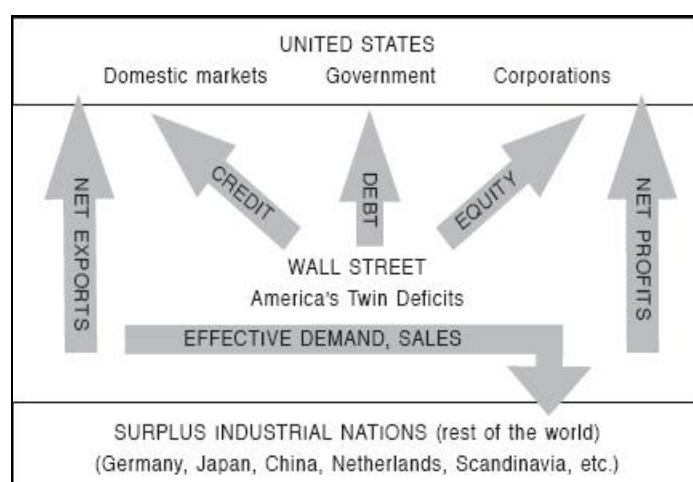 UNITED STATES
Domestic markets Government Corporations
NET EXPORTS
CREDIT
DEBT
EQUITY
NET PROFITS
WALL STREET
America's Twin Deficits
EFFECTIVE DEMAND, SALES
SURPLUS INDUSTRIAL NATIONS (rest of the world)
(Germany, Japan, China, Netherlands, Scandinavia, etc.)